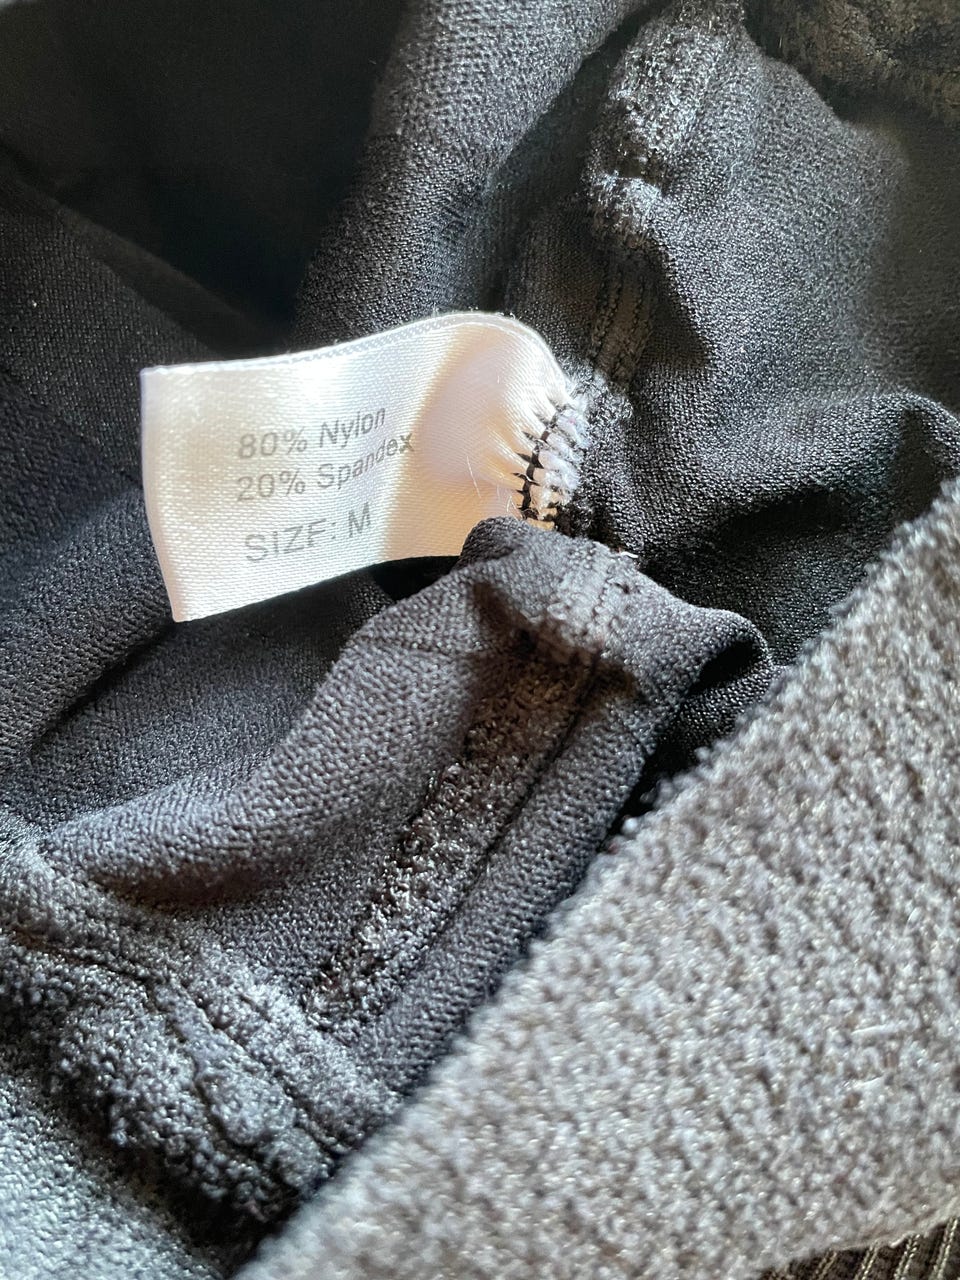 80% Nylon
20% Spandex
SIZE: M